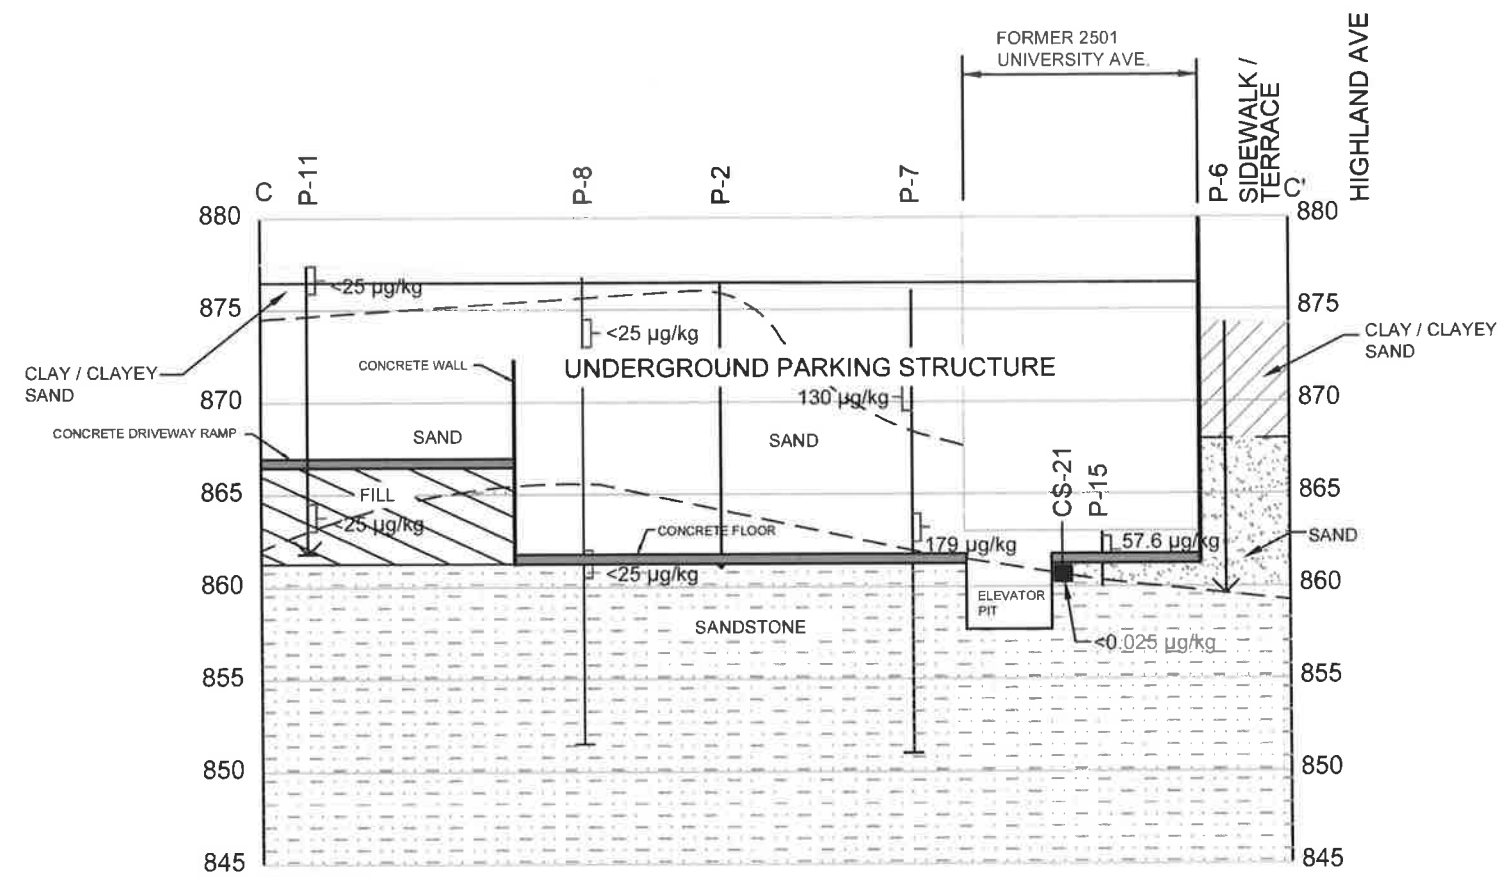 FORMER 2501
UNIVERSITY AVE.
SIDEWALK /
TERRACE
HIGHLAND AVE
C
P-11
P-8
P-2
P-7
P-6
C'
880
880
<25 µg/kg
875
875
<25 µg/kg
CLAY / CLAYEY
SAND
CLAY / CLAYEY
SAND
CONCRETE WALL
UNDERGROUND PARKING STRUCTURE
870
130 µg/kg
870
CONCRETE DRIVEWAY RAMP
SAND
SAND
CS-21
P-15
865
FILL
865
<25 µg/kg
CONCRETE FLOOR
179 µg/kg
57.6 µg/kg
SAND
860
<25 µg/kg
860
ELEVATOR
PIT
SANDSTONE
<0.025 µg/kg
855
855
850
850
845
845